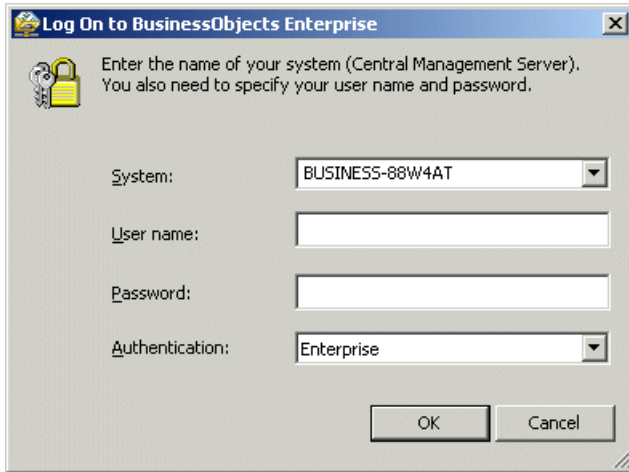 Log On to BusinessObjects Enterprise
Enter the name of your system (Central Management Server).
You also need to specify your user name and password.
System: BUSINESS-88W4AT
User name:
Password:
Authentication: Enterprise
OK Cancel